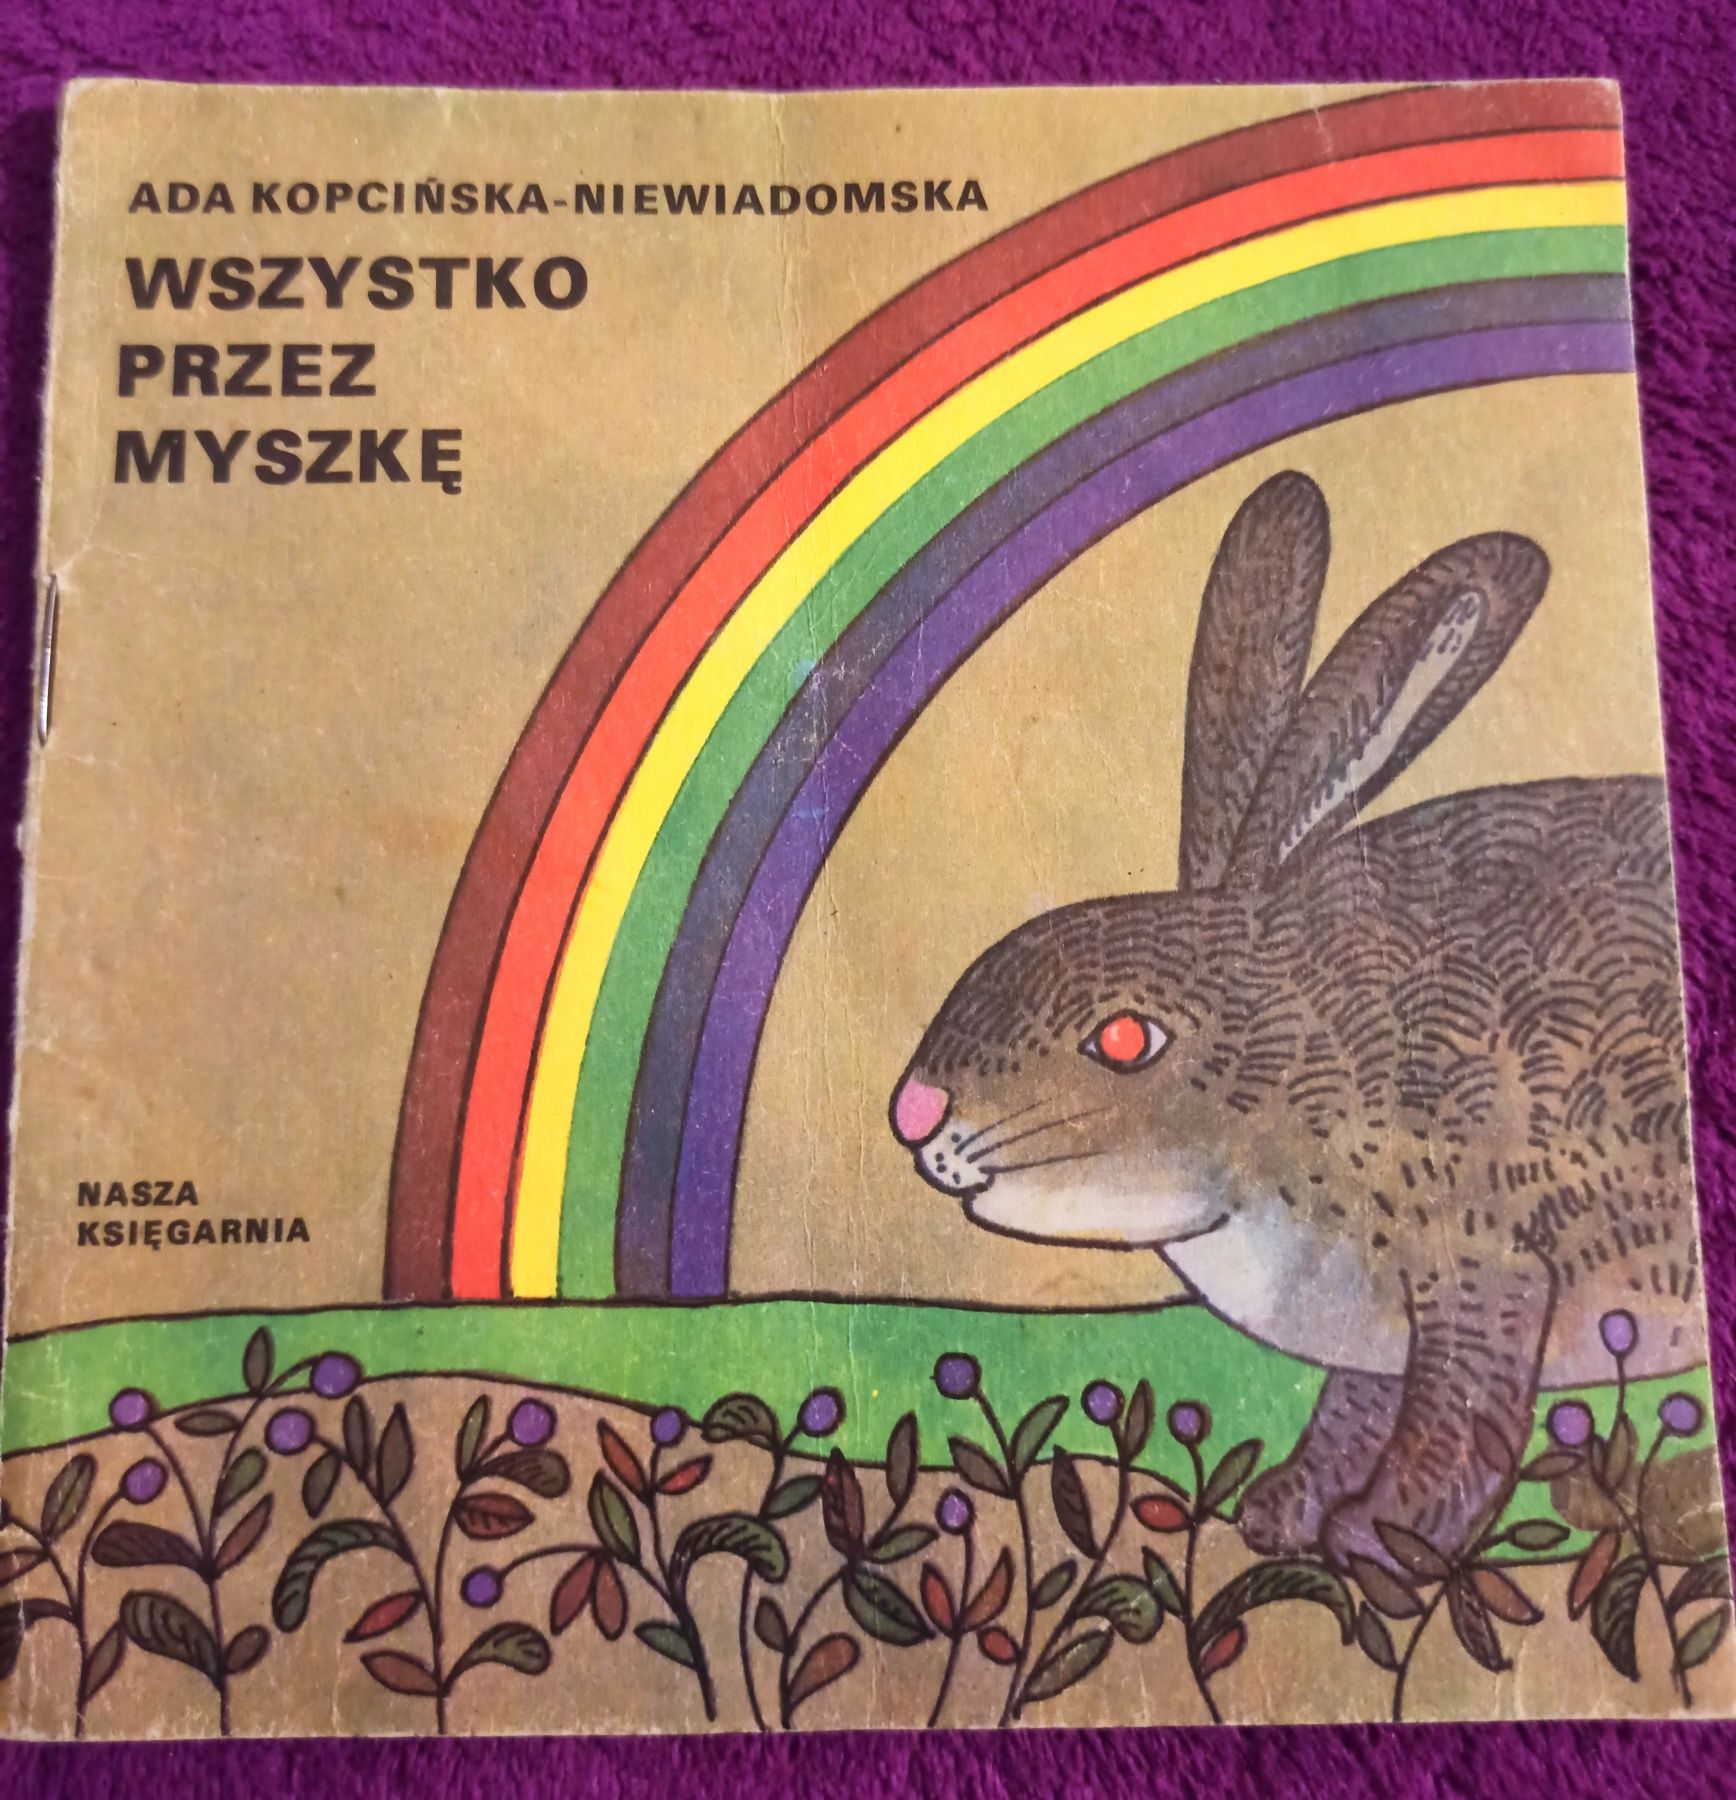 ADA KOPCIŃSKA-NIEWIADOMSKA
WSZYSTKO
PRZEZ
MYSZKĘ
NASZA
KSIĘGARNIA